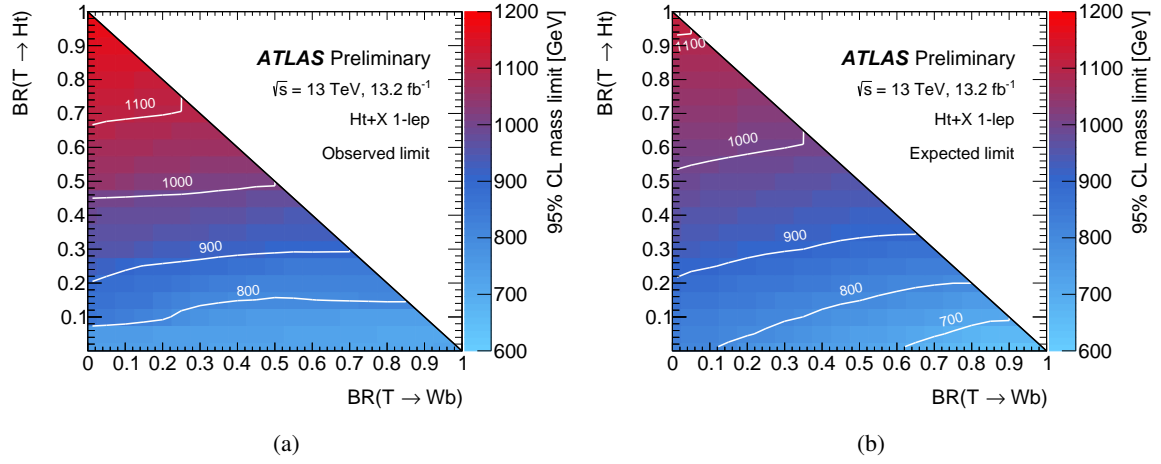 BR(T → Ht)
1
0.9
0.8
0.7
0.6
0.5
0.4
0.3
0.2
0.1
0 0.1 0.2 0.3 0.4 0.5 0.6 0.7 0.8 0.9 1
BR(T → Wb)
ATLAS Preliminary
√s = 13 TeV, 13.2 fb⁻¹
Ht+X 1-lep
Observed limit
1100
1000
900
800
1200
1100
1000
900
800
700
600
95% CL mass limit [GeV]
(a)
BR(T → Ht)
1
0.9
0.8
0.7
0.6
0.5
0.4
0.3
0.2
0.1
0 0.1 0.2 0.3 0.4 0.5 0.6 0.7 0.8 0.9 1
BR(T → Wb)
ATLAS Preliminary
√s = 13 TeV, 13.2 fb⁻¹
Ht+X 1-lep
Expected limit
1100
1000
900
800
700
1200
1100
1000
900
800
700
600
95% CL mass limit [GeV]
(b)